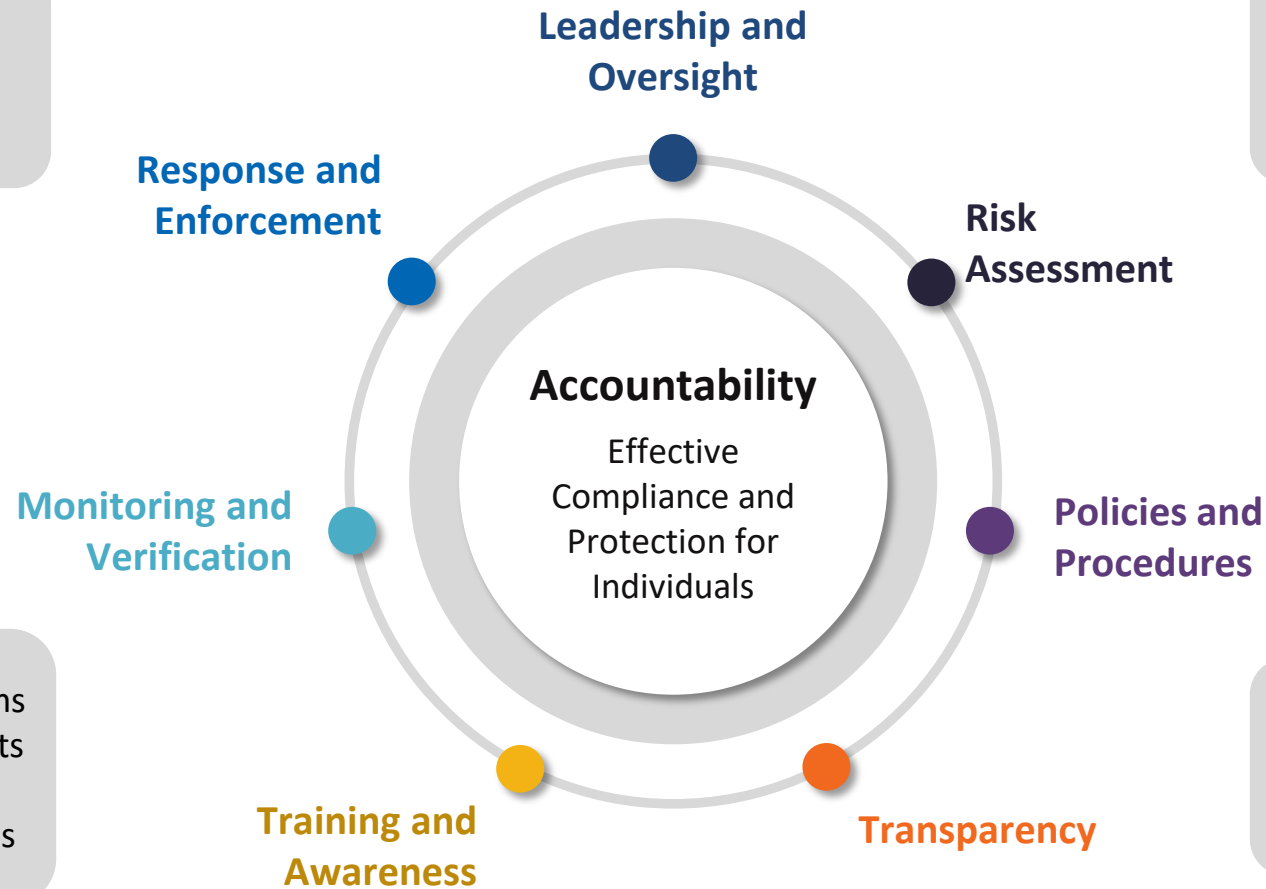 Leadership and
Oversight
Response and
Enforcement
Risk
Assessment
Accountability
Effective
Compliance and
Protection for
Individuals
Monitoring and
Verification
Policies and
Procedures
Training and
Awareness
Transparency